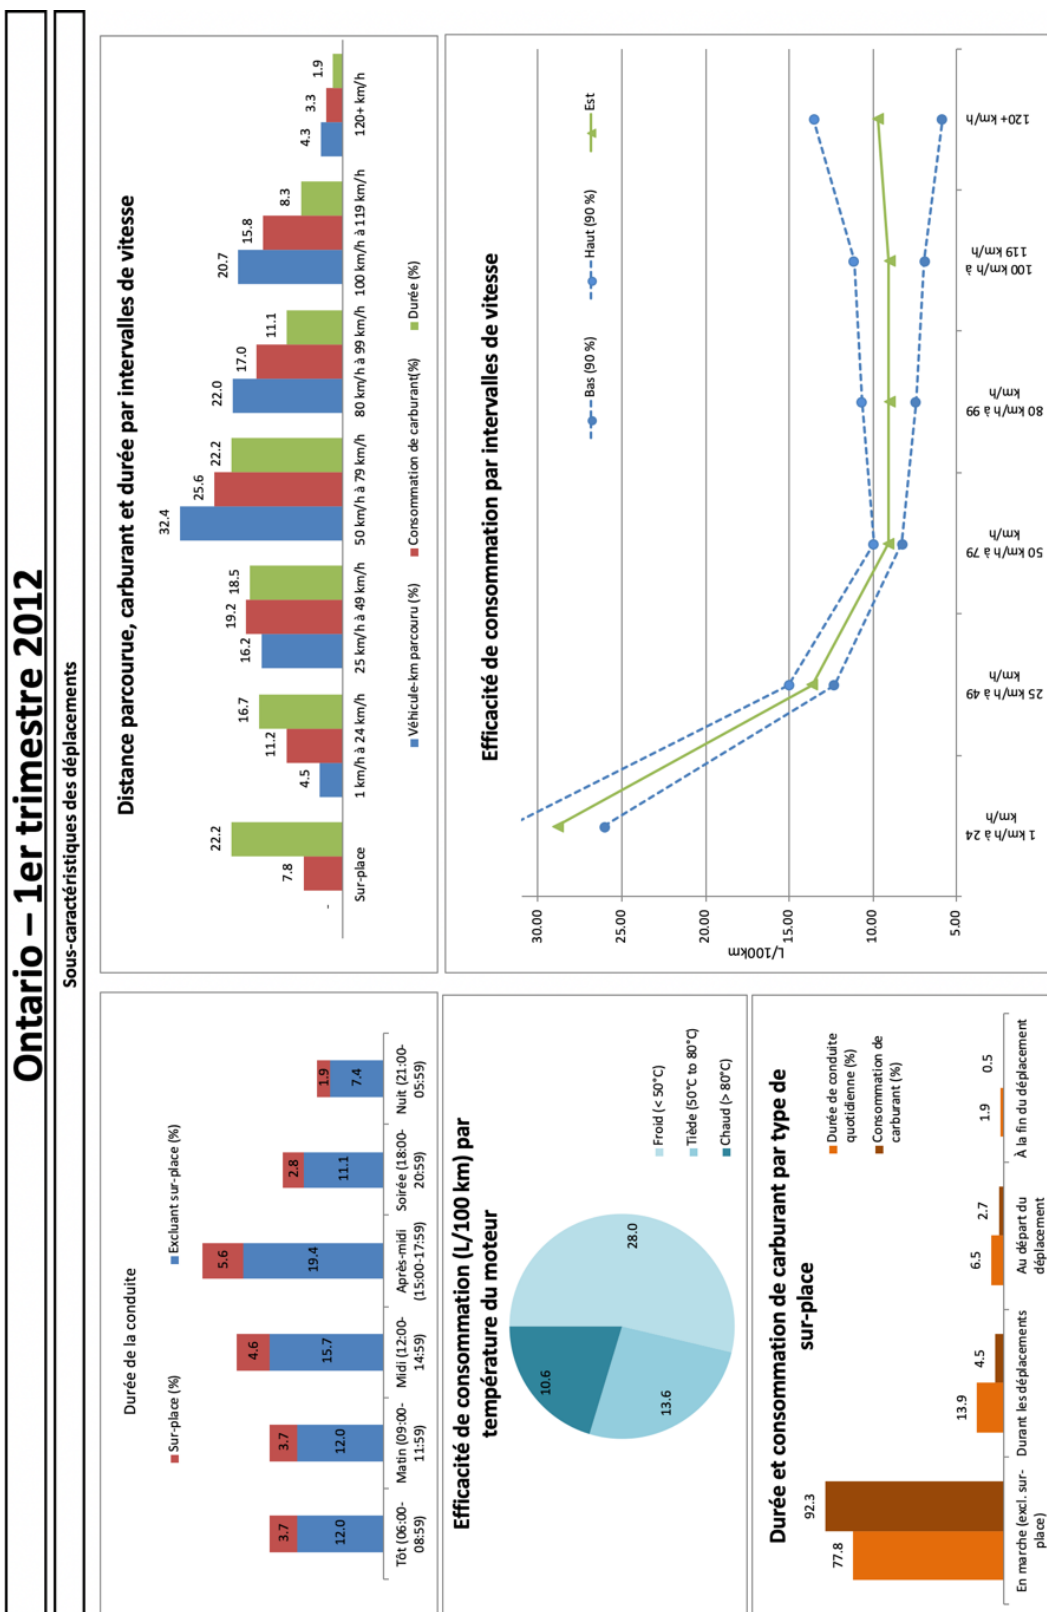 Ontario – 1er trimestre 2012
Sous-caractéristiques des déplacements
Durée de la conduite
Sur-place (%)
Excluant sur-place (%)
3.7
12.0
3.7
12.0
4.6
15.7
5.6
19.4
2.8
11.1
1.9
7.4
Tôt (06:00-
08:59)
Matin (09:00-
11:59)
Midi (12:00-
14:59)
Après-midi
(15:00-17:59)
Soirée (18:00-
20:59)
Nuit (21:00-
05:59)
Distance parcourue, carburant et durée par intervalles de vitesse
-
7.8
22.2
4.5
11.2
16.7
16.2
19.2
18.5
32.4
25.6
22.2
22.0
17.0
11.1
20.7
15.8
8.3
4.3
3.3
1.9
Sur-place
1 km/h à 24 km/h
25 km/h à 49 km/h
50 km/h à 79 km/h
80 km/h à 99 km/h
100 km/h à 119 km/h
120+ km/h
Véhicule-km parcouru (%)
Consommation de carburant(%)
Durée (%)
Efficacité de consommation (L/100 km) par
température du moteur
28.0
13.6
10.6
Froid (< 50°C)
Tiède (50°C to 80°C)
Chaud (> 80°C)
Efficacité de consommation par intervalles de vitesse
Bas (90 %)
Haut (90 %)
Est
L/100km
30.00
25.00
20.00
15.00
10.00
5.00
1 km/h à 24
km/h
25 km/h à 49
km/h
50 km/h à 79
km/h
80 km/h à 99
km/h
100 km/h à
119 km/h
120+ km/h
Durée et consommation de carburant par type de
sur-place
Durée de conduite
quotidienne (%)
Consommation de
carburant (%)
77.8
92.3
13.9
4.5
6.5
2.7
1.9
0.5
En marche (excl. sur-
place)
Durant les déplacements
Au départ du
déplacement
À la fin du déplacement